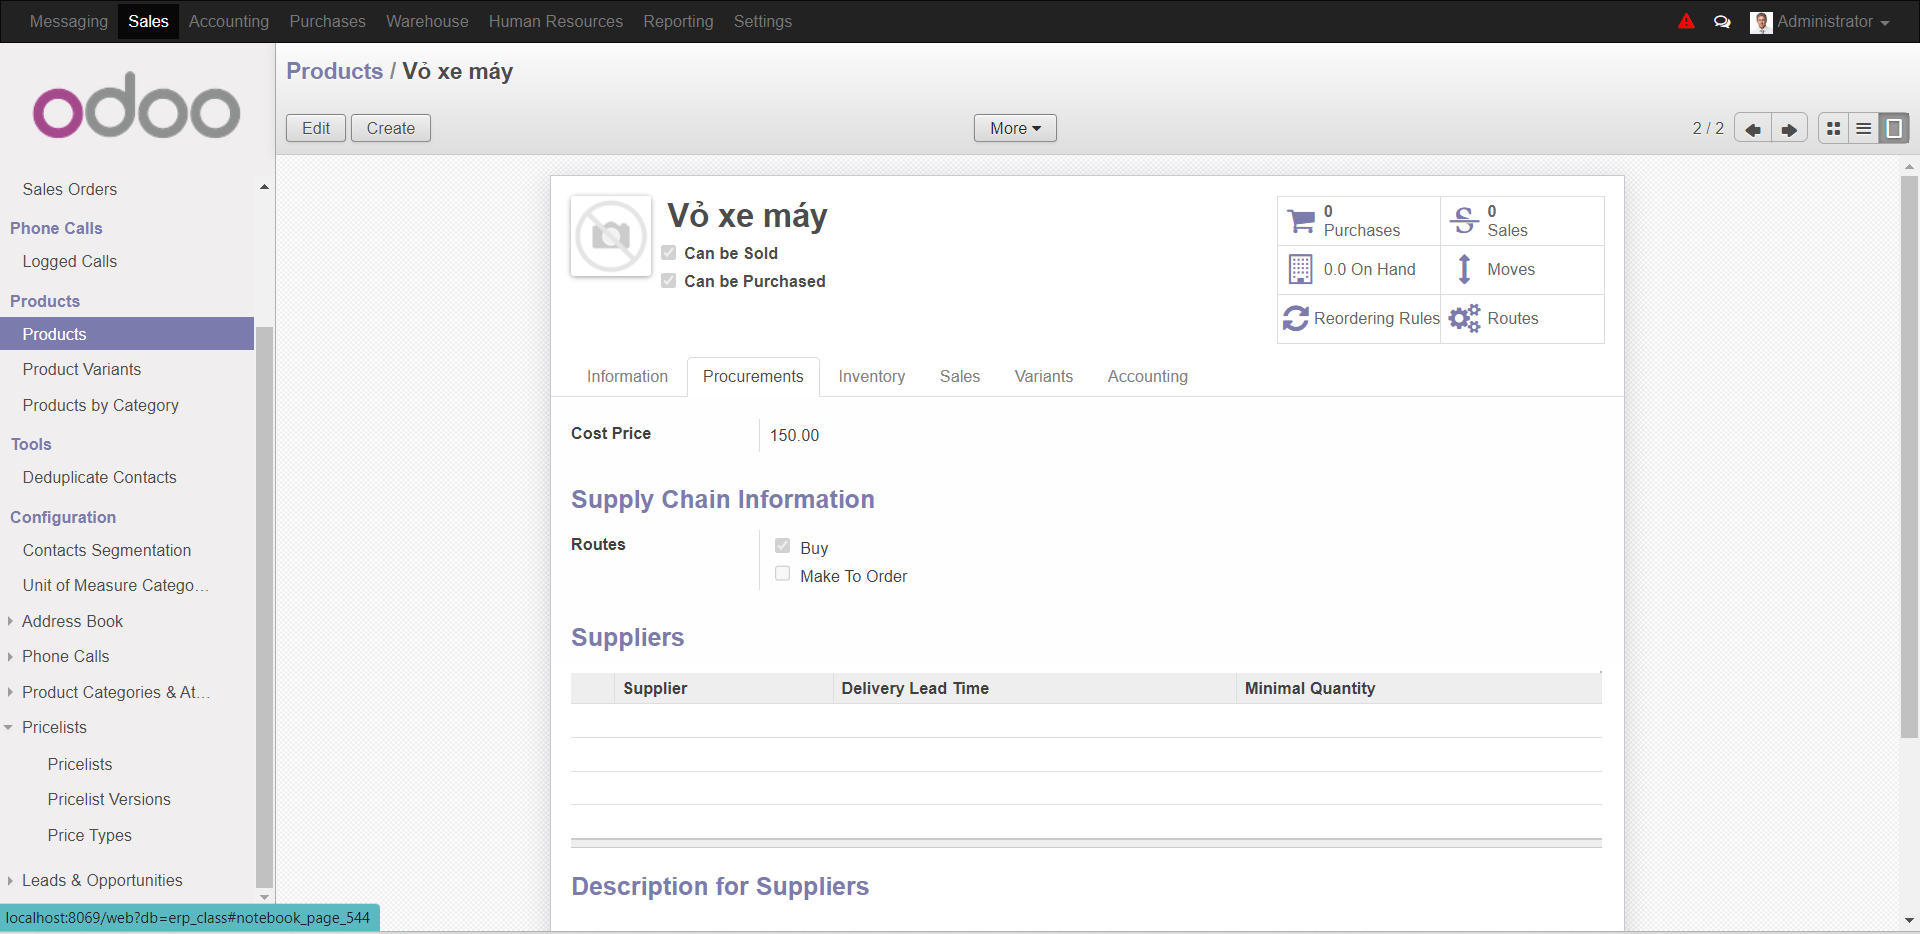 Messaging Sales Accounting Purchases Warehouse Human Resources Reporting Settings Administrator
odoo
Sales Orders
Phone Calls
Logged Calls
Products
Products
Product Variants
Products by Category
Tools
Deduplicate Contacts
Configuration
Contacts Segmentation
Unit of Measure Catego...
Address Book
Phone Calls
Product Categories & At...
Pricelists
Pricelists
Pricelist Versions
Price Types
Leads & Opportunities
localhost:8069/web?db=erp_class#notebook_page_544
Products / Vỏ xe máy
Edit Create More 2 / 2
Vỏ xe máy
Can be Sold
Can be Purchased
0
Purchases
0
Sales
0.0 On Hand
Moves
Reordering Rules
Routes
Information Procurements Inventory Sales Variants Accounting
Cost Price 150.00
Supply Chain Information
Routes Buy
Make To Order
Suppliers
Supplier Delivery Lead Time Minimal Quantity
Description for Suppliers